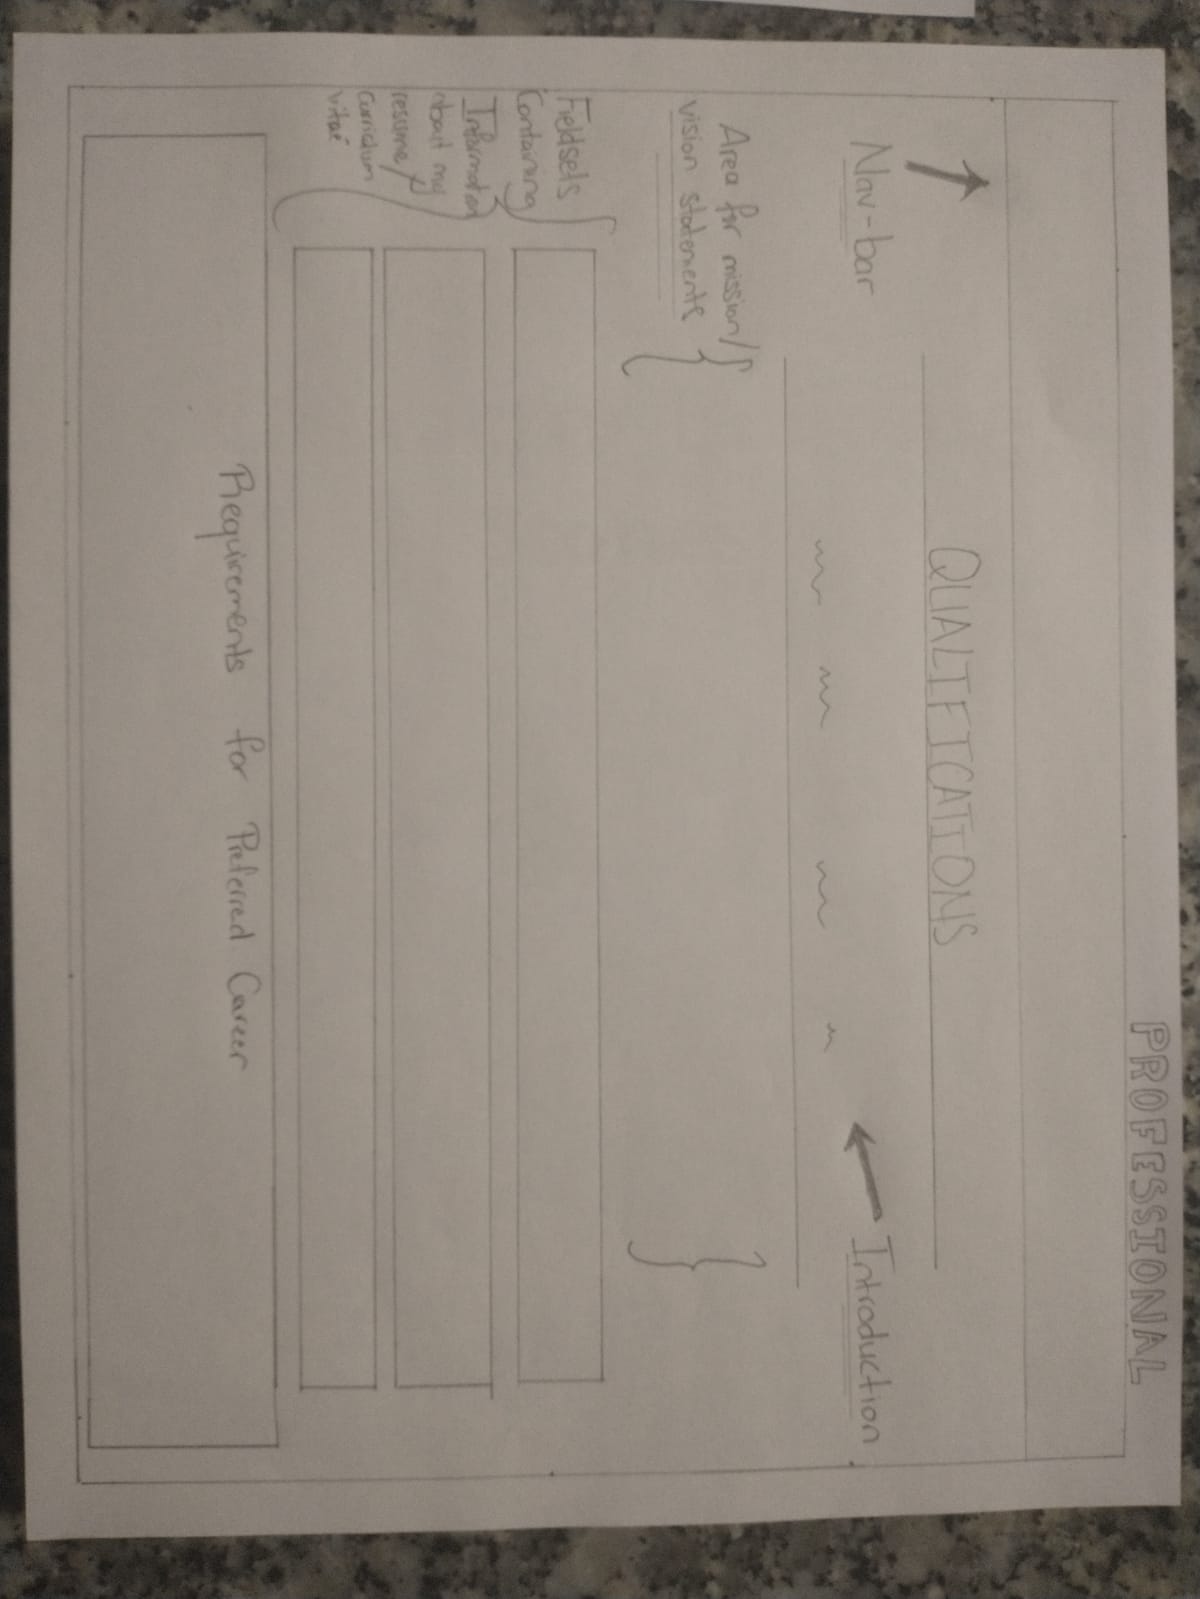 PROFESSIONAL
QUALIFICATIONS
Nav-bar
Introduction
Area for mission/
vision statements
Fieldsets
Containing
Information
about my
resume/
curriculum
vitae
Requirements for Preferred Career